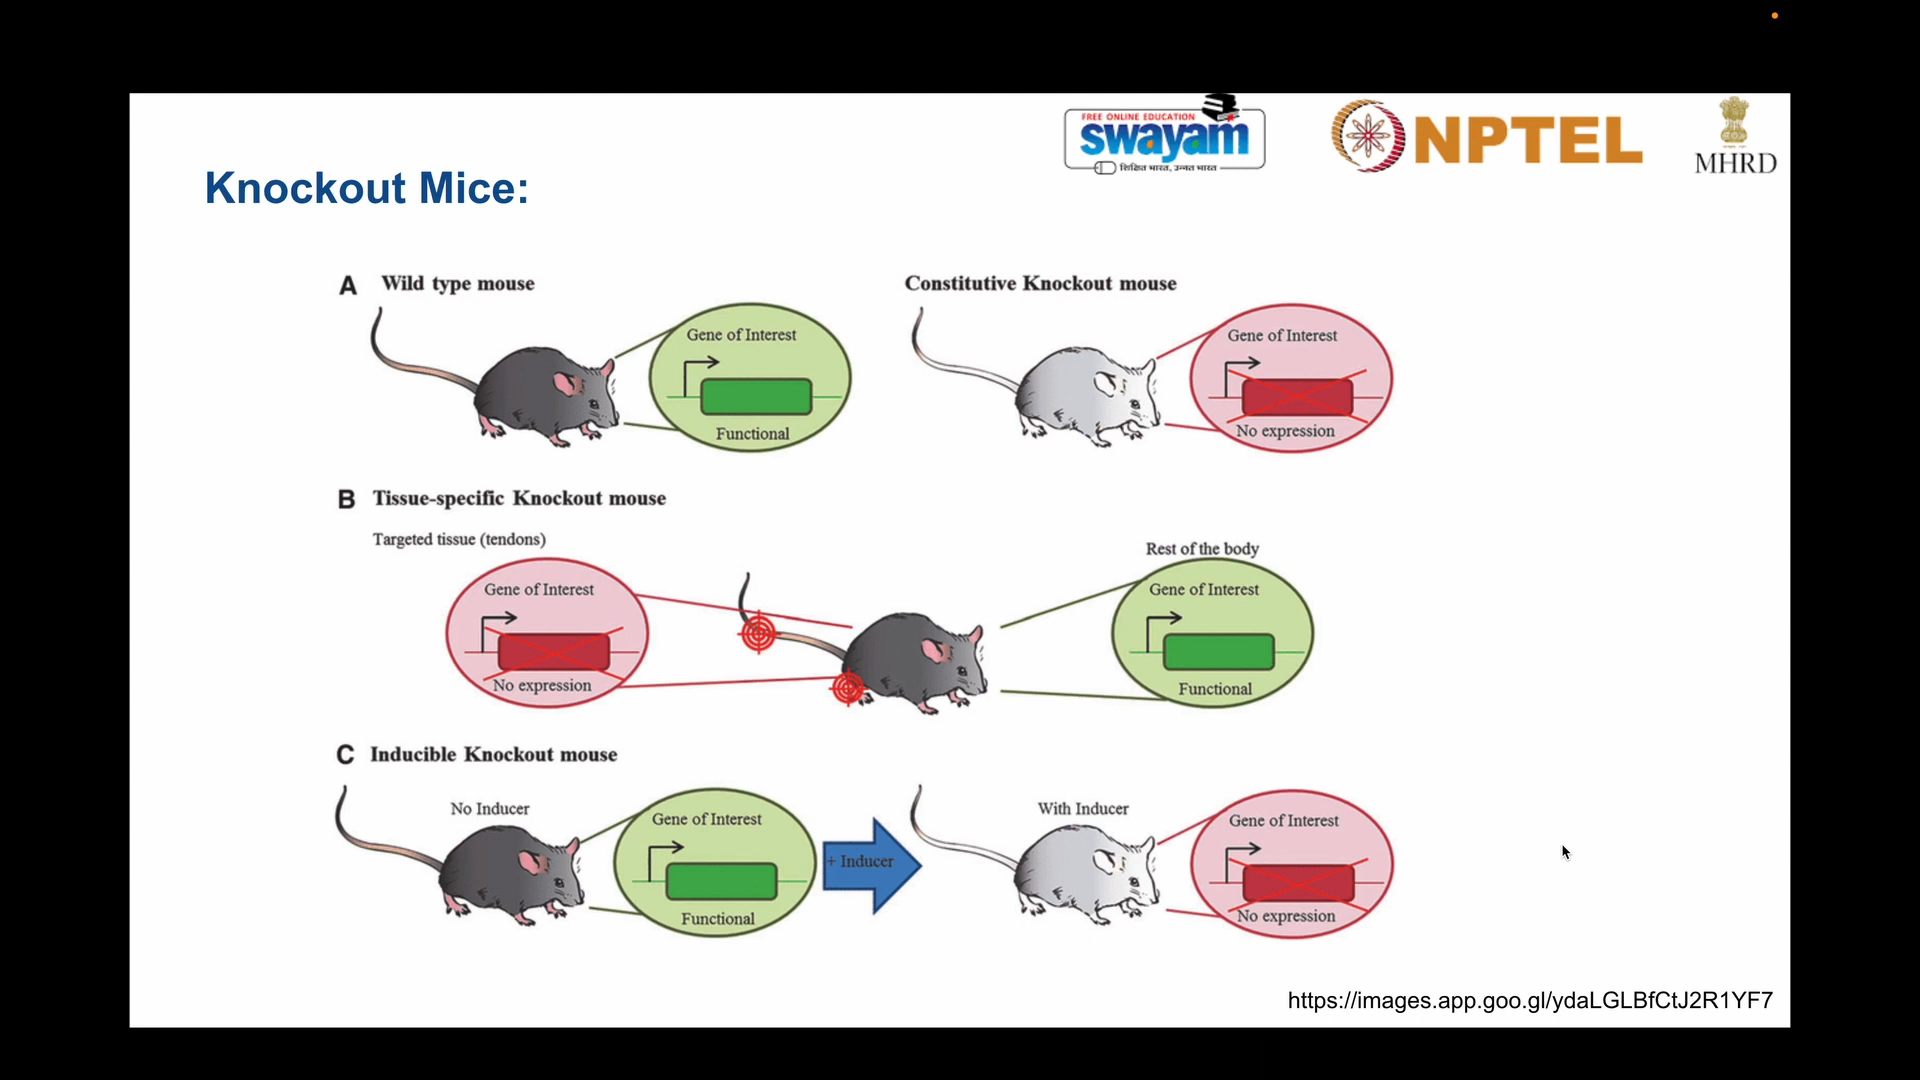 FREE ONLINE EDUCATION
swayam
शिक्षित भारत, उन्नत भारत
NPTEL
MHRD
Knockout Mice:
A Wild type mouse
Constitutive Knockout mouse
Gene of Interest
Functional
Gene of Interest
No expression
B Tissue-specific Knockout mouse
Targeted tissue (tendons)
Rest of the body
Gene of Interest
No expression
Gene of Interest
Functional
C Inducible Knockout mouse
No Inducer
Gene of Interest
Functional
+ Inducer
With Inducer
Gene of Interest
No expression
https://images.app.goo.gl/ydaLGLBfCtJ2R1YF7